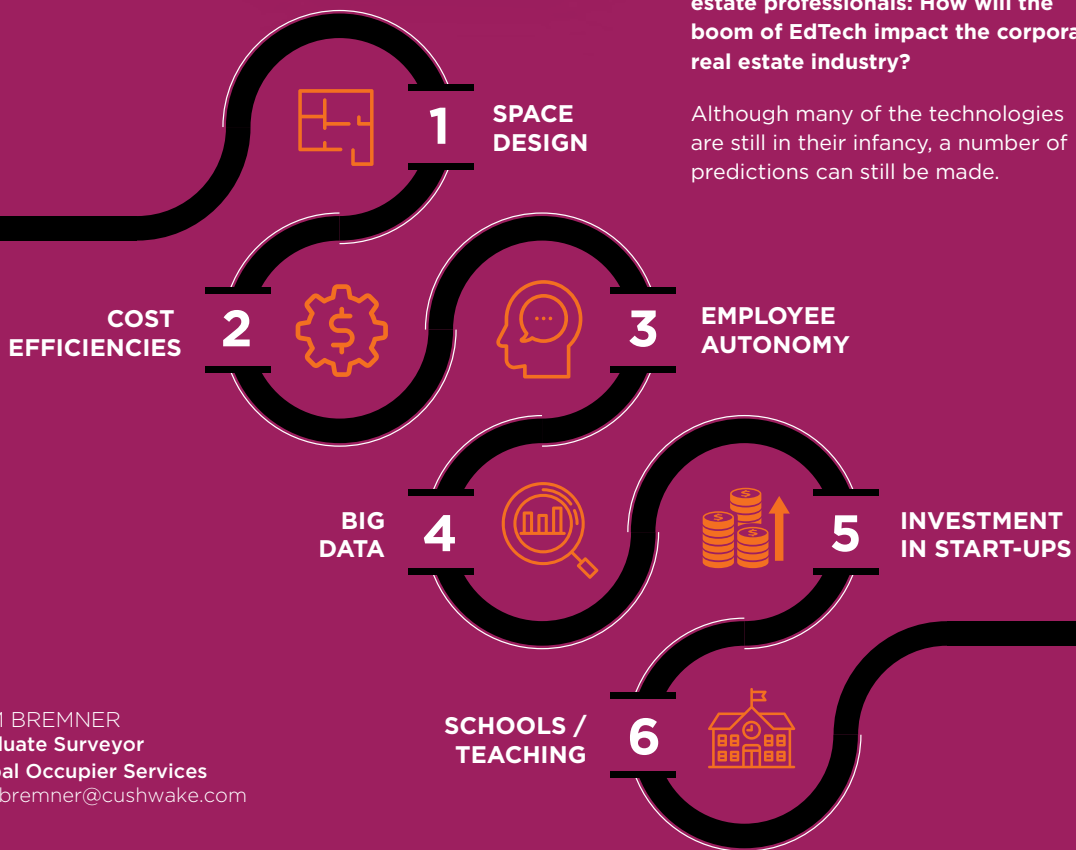 estate professionals: How will the
boom of EdTech impact the
real estate industry?
Although many of the technologies
are still in their infancy, a number of
predictions can still be made.
1
SPACE
DESIGN
2
COST
EFFICIENCIES
3
EMPLOYEE
AUTONOMY
4
BIG
DATA
5
INVESTMENT
IN START-UPS
6
SCHOOLS /
TEACHING
BREMNER
Surveyor
Occupier Services
bremner@cushwake.com